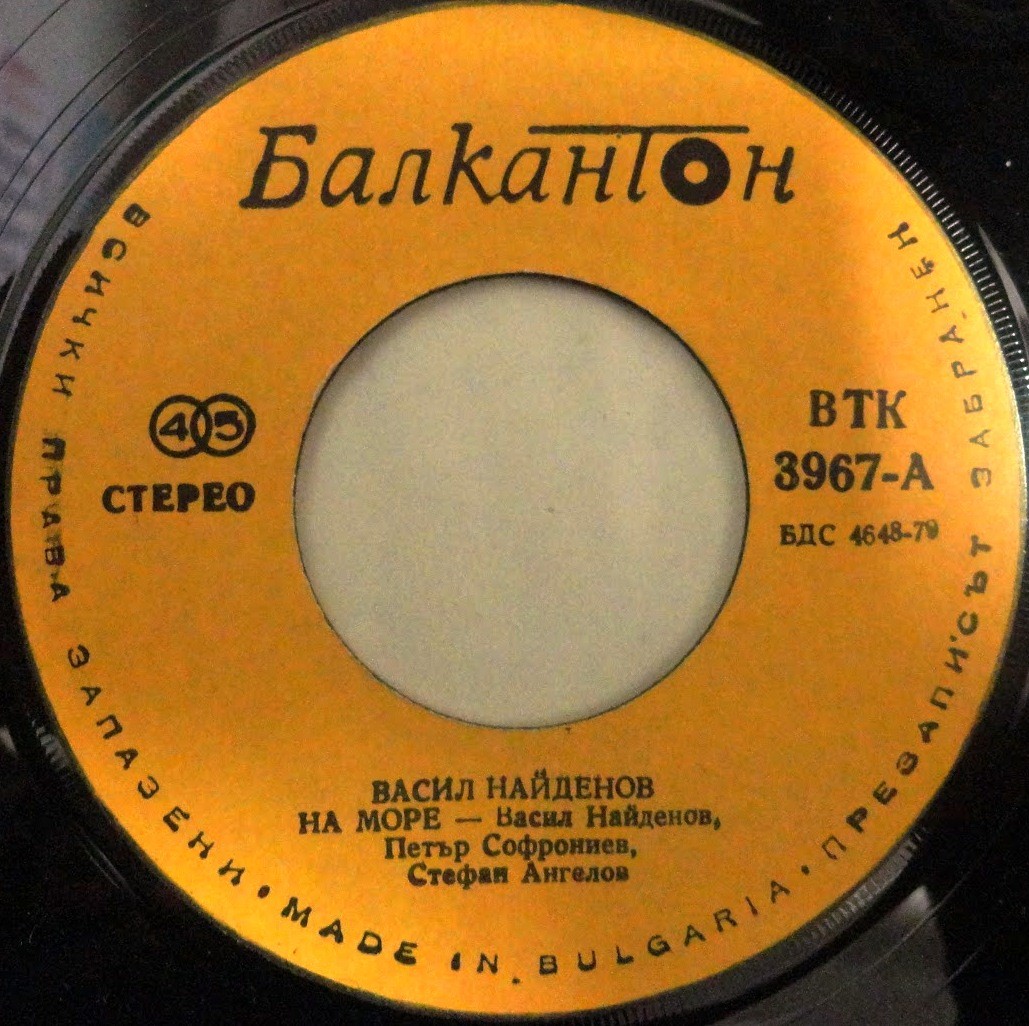 Балкантон
45
СТЕРЕО
ВТК
3967-А
БДС 4648-79
ВАСИЛ НАЙДЕНОВ
НА МОРЕ — Васил Найденов,
Петър Софрониев,
Стефан Ангелов
ВСИЧКИ ПРАВА ЗАПАЗЕНИ • MADE IN BULGARIA • ПРЕЗАПИСЪТ ЗАБРАНЕН